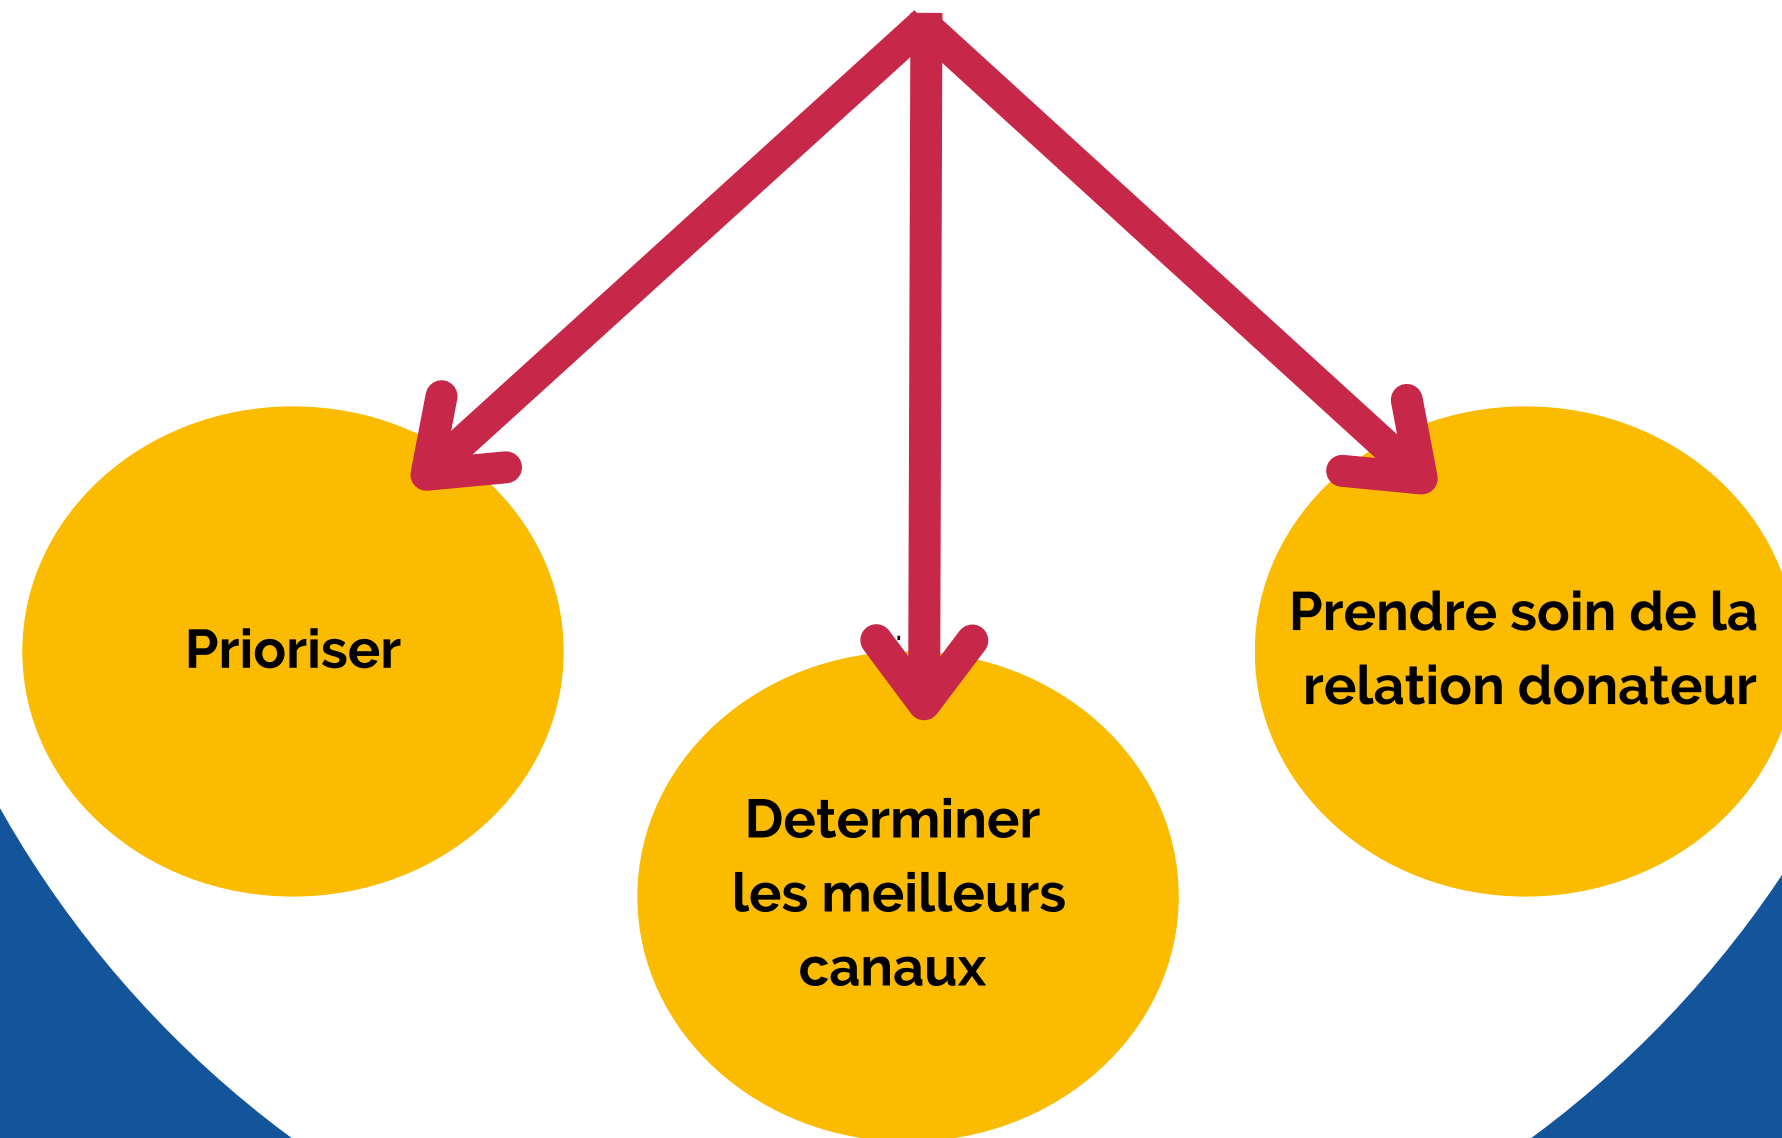 Prioriser
Determiner
les meilleurs
canaux
Prendre soin de la
relation donateur